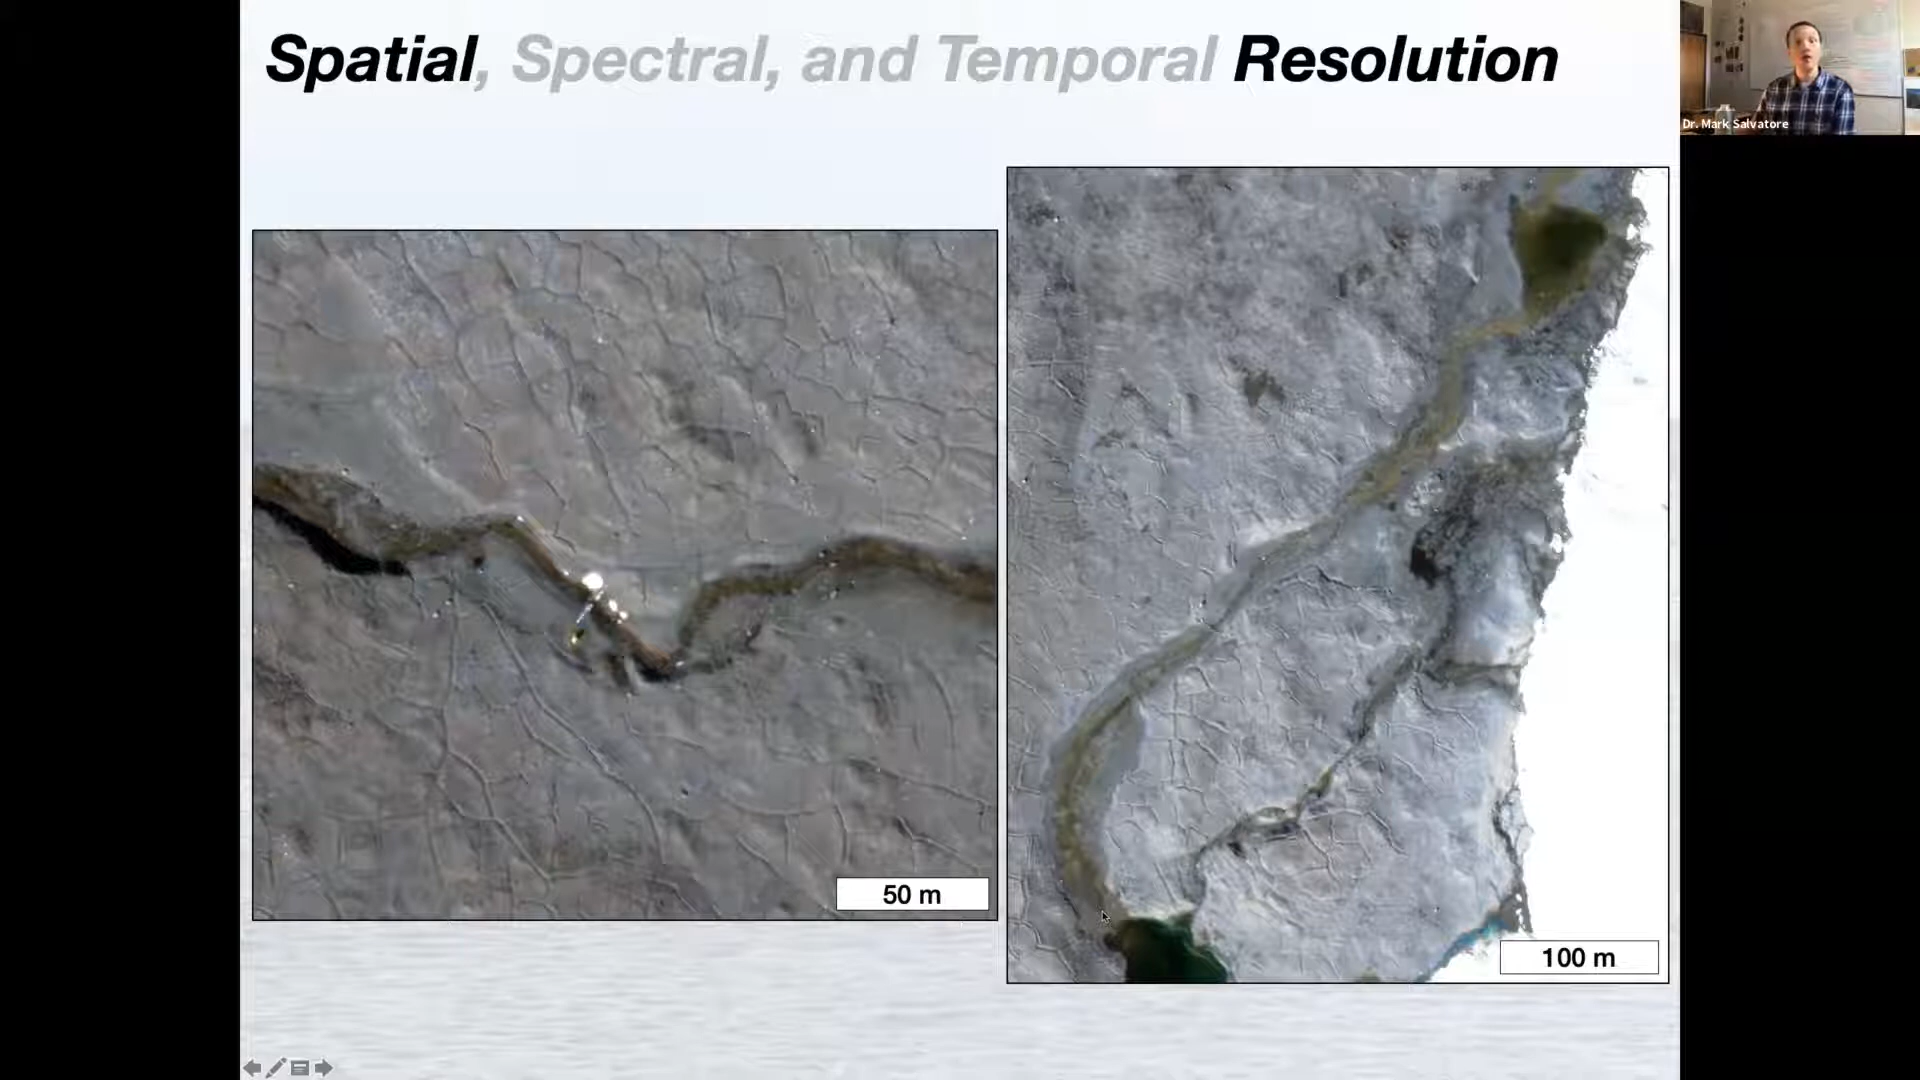 Spatial, Spectral, and Temporal Resolution
Dr. Mark Salvatore
50 m
100 m